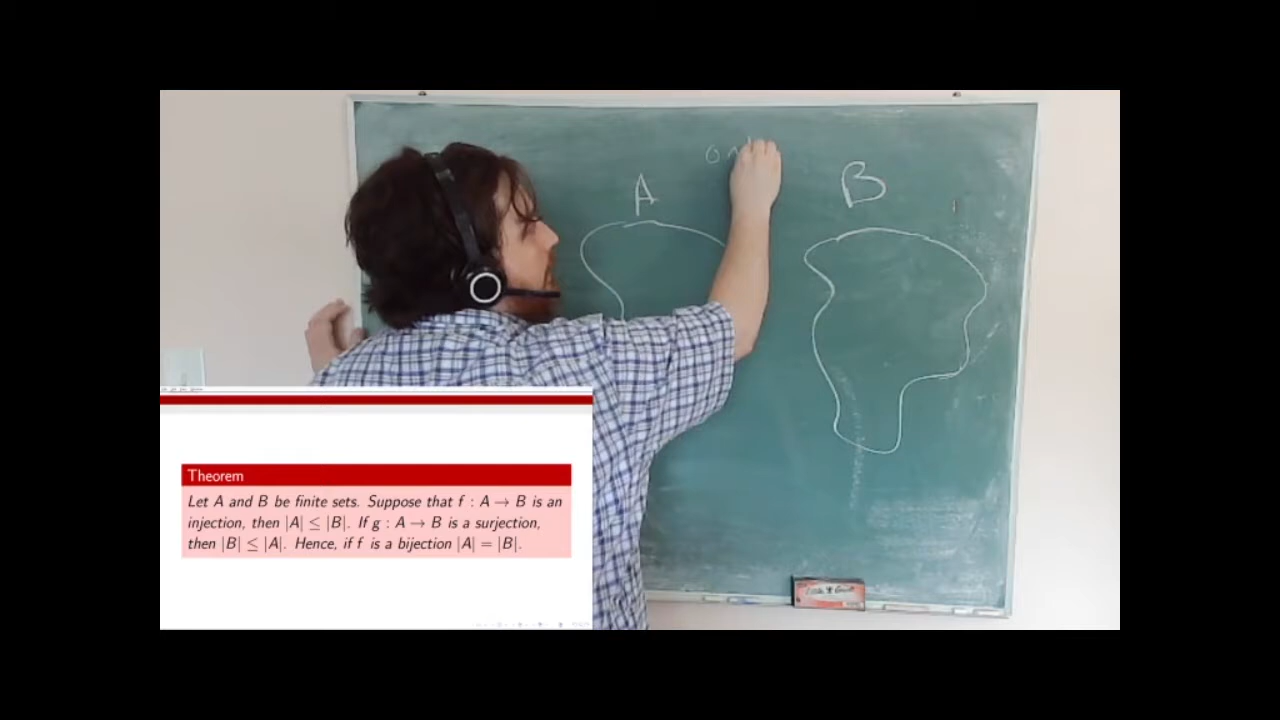 A
B
Theorem
Let A and B be finite sets. Suppose that f : A → B is an
injection, then |A| ≤ |B|. If g : A → B is a surjection,
then |B| ≤ |A|. Hence, if f is a bijection |A| = |B|.